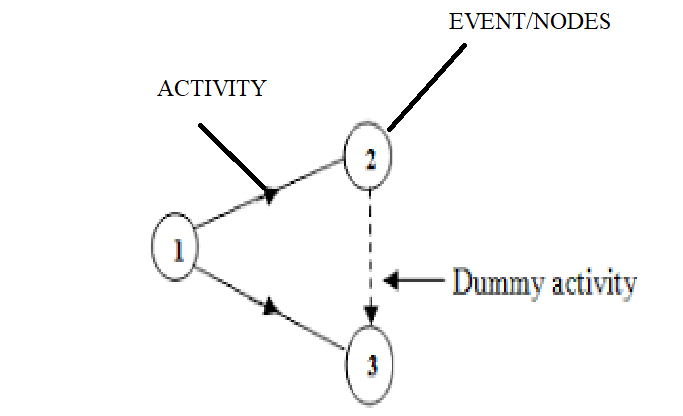 EVENT/NODES
ACTIVITY
2
1
Dummy activity
3